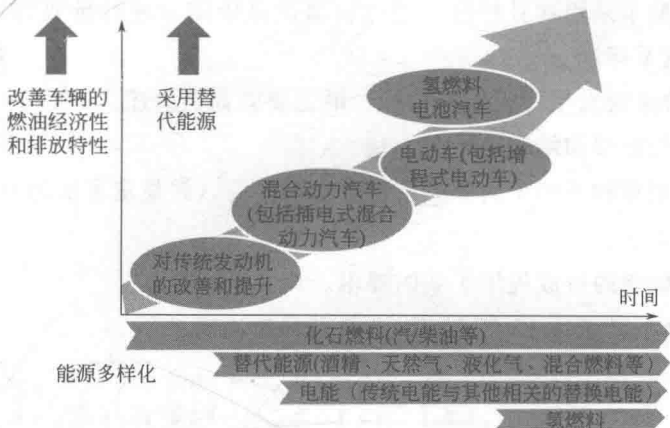 改善车辆的
燃油经济性
和排放特性
采用替
代能源
氢燃料
电池汽车
电动车(包括增
程式电动车)
混合动力汽车
(包括插电式混合
动力汽车)
对传统发动机
的改善和提升
时间
化石燃料(汽/柴油等)
能源多样化
替代能源(酒精、天然气、液化气、混合燃料等)
电能（传统电能与其他相关的替换电能)
氢燃料